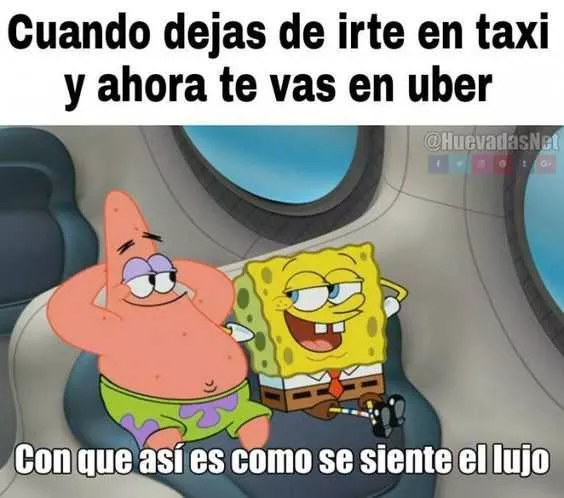 Cuando dejas de irte en taxi
y ahora te vas en uber
@HuevadasNet
Con que así es como se siente el lujo